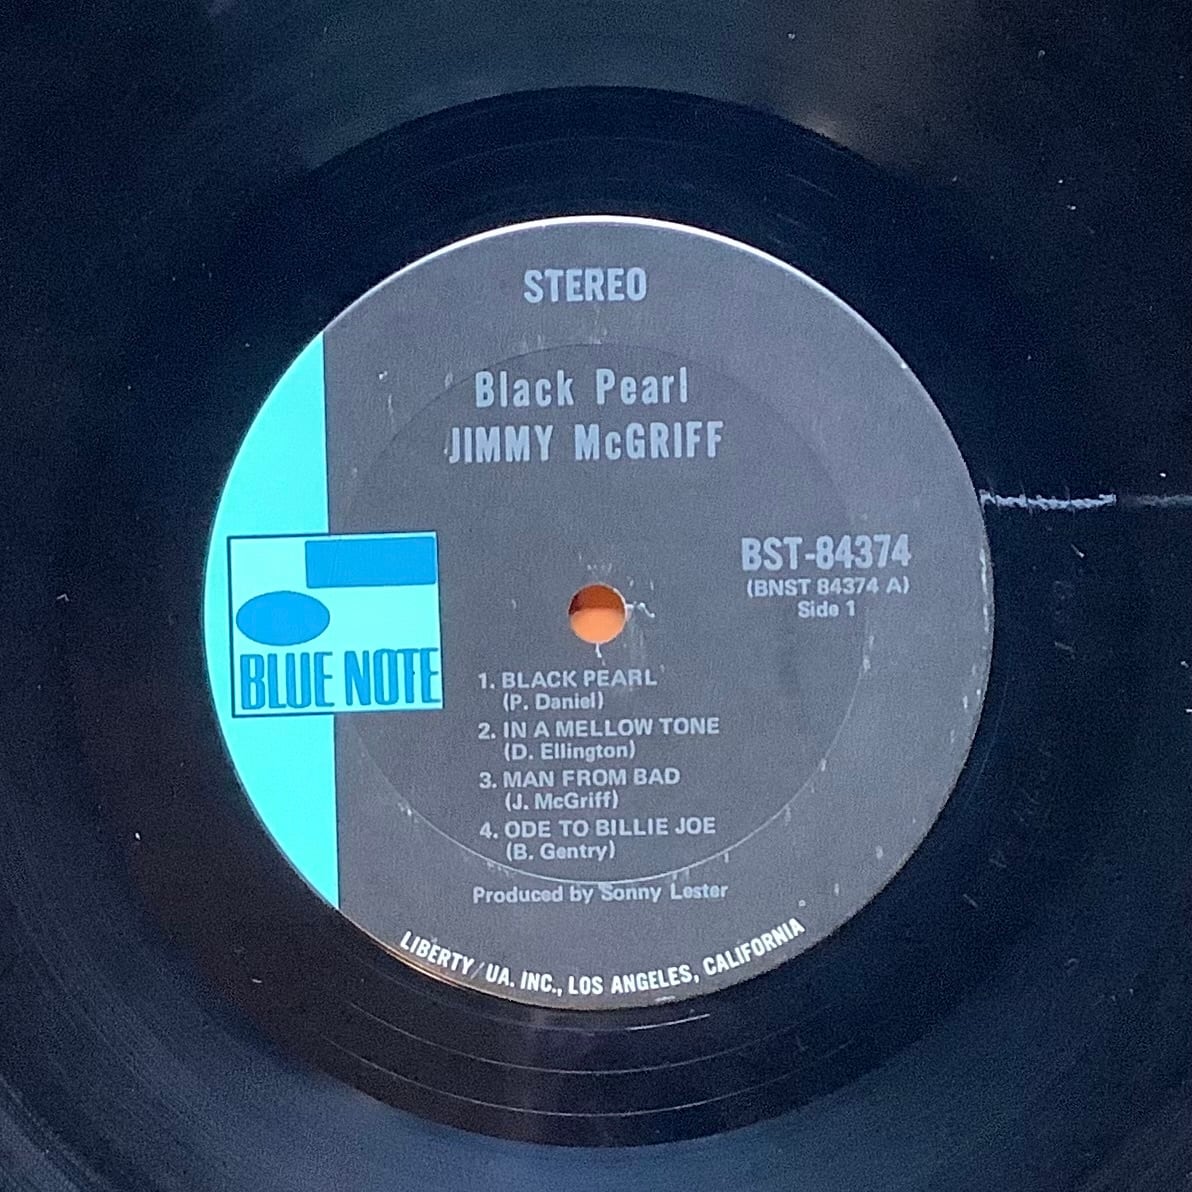 STEREO
Black Pearl
JIMMY McGRIFF
BST-84374
(BNST 84374 A)
Side 1
BLUE NOTE
1. BLACK PEARL
(P. Daniel)
2. IN A MELLOW TONE
(D. Ellington)
3. MAN FROM BAD
(J. McGriff)
4. ODE TO BILLIE JOE
(B. Gentry)
Produced by Sonny Lester
LIBERTY/UA, INC., LOS ANGELES, CALIFORNIA